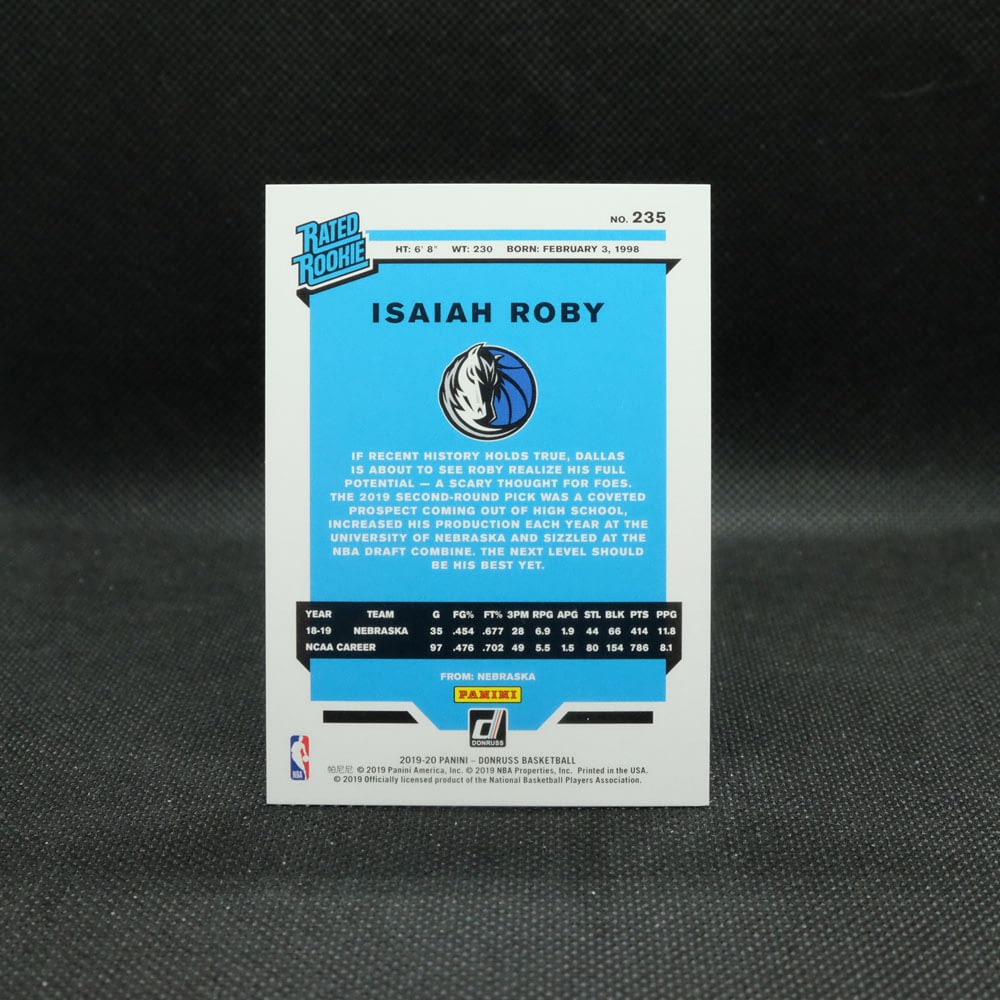 NO. 235
RATED
ROOKIE
HT: 6' 8" WT: 230 BORN: FEBRUARY 3, 1998
ISAIAH ROBY
IF RECENT HISTORY HOLDS TRUE, DALLAS
IS ABOUT TO SEE ROBY REALIZE HIS FULL
POTENTIAL — A SCARY THOUGHT FOR FOES.
THE 2019 SECOND-ROUND PICK WAS A COVETED
PROSPECT COMING OUT OF HIGH SCHOOL,
INCREASED HIS PRODUCTION EACH YEAR AT THE
UNIVERSITY OF NEBRASKA AND SIZZLED AT THE
NBA DRAFT COMBINE. THE NEXT LEVEL SHOULD
BE HIS BEST YET.
YEAR TEAM G FG% FT% 3PM RPG APG STL BLK PTS PPG
18-19 NEBRASKA 35 .454 .677 28 6.9 1.9 44 66 414 11.8
NCAA CAREER 97 .476 .702 49 5.5 1.5 80 154 786 8.1
FROM: NEBRASKA
PANINI
d
DONRUSS
NBA
2019-20 PANINI – DONRUSS BASKETBALL
帕尼尼 © 2019 Panini America, Inc. © 2019 NBA Properties, Inc. Printed in the USA.
© 2019 Officially licensed product of the National Basketball Players Association.